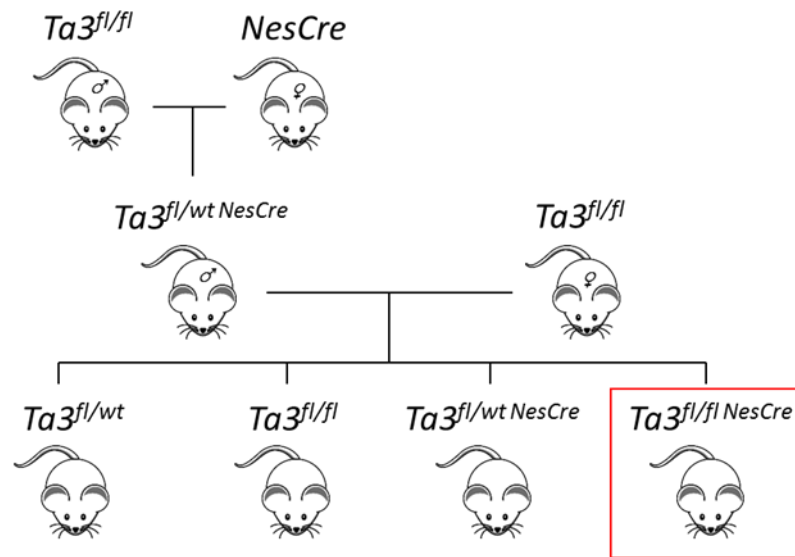 Ta3fl/fl NesCre
♂ ♀
Ta3fl/wt NesCre Ta3fl/fl
♂ ♀
Ta3fl/wt Ta3fl/fl Ta3fl/wt NesCre Ta3fl/fl NesCre